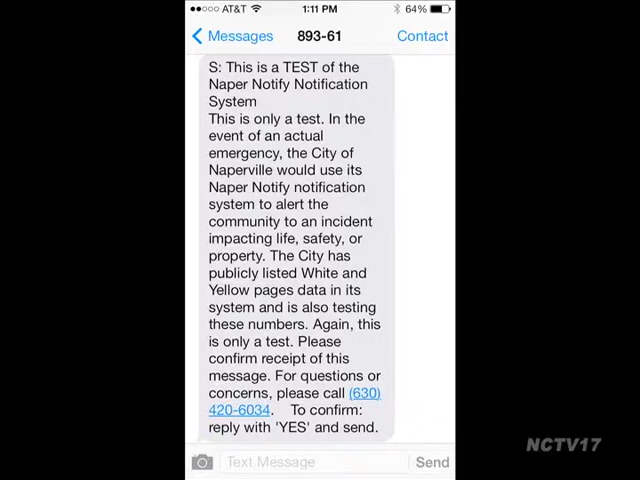 AT&T 1:11 PM 64%
Messages 893-61 Contact
S: This is a TEST of the
Naper Notify Notification
System
This is only a test. In the
event of an actual
emergency, the City of
Naperville would use its
Naper Notify notification
system to alert the
community to an incident
impacting life, safety, or
property. The City has
publicly listed White and
Yellow pages data in its
system and is also testing
these numbers. Again, this
is only a test. Please
confirm receipt of this
message. For questions or
concerns, please call (630)
420-6034. To confirm:
reply with 'YES' and send.
Text Message Send
NCTV17